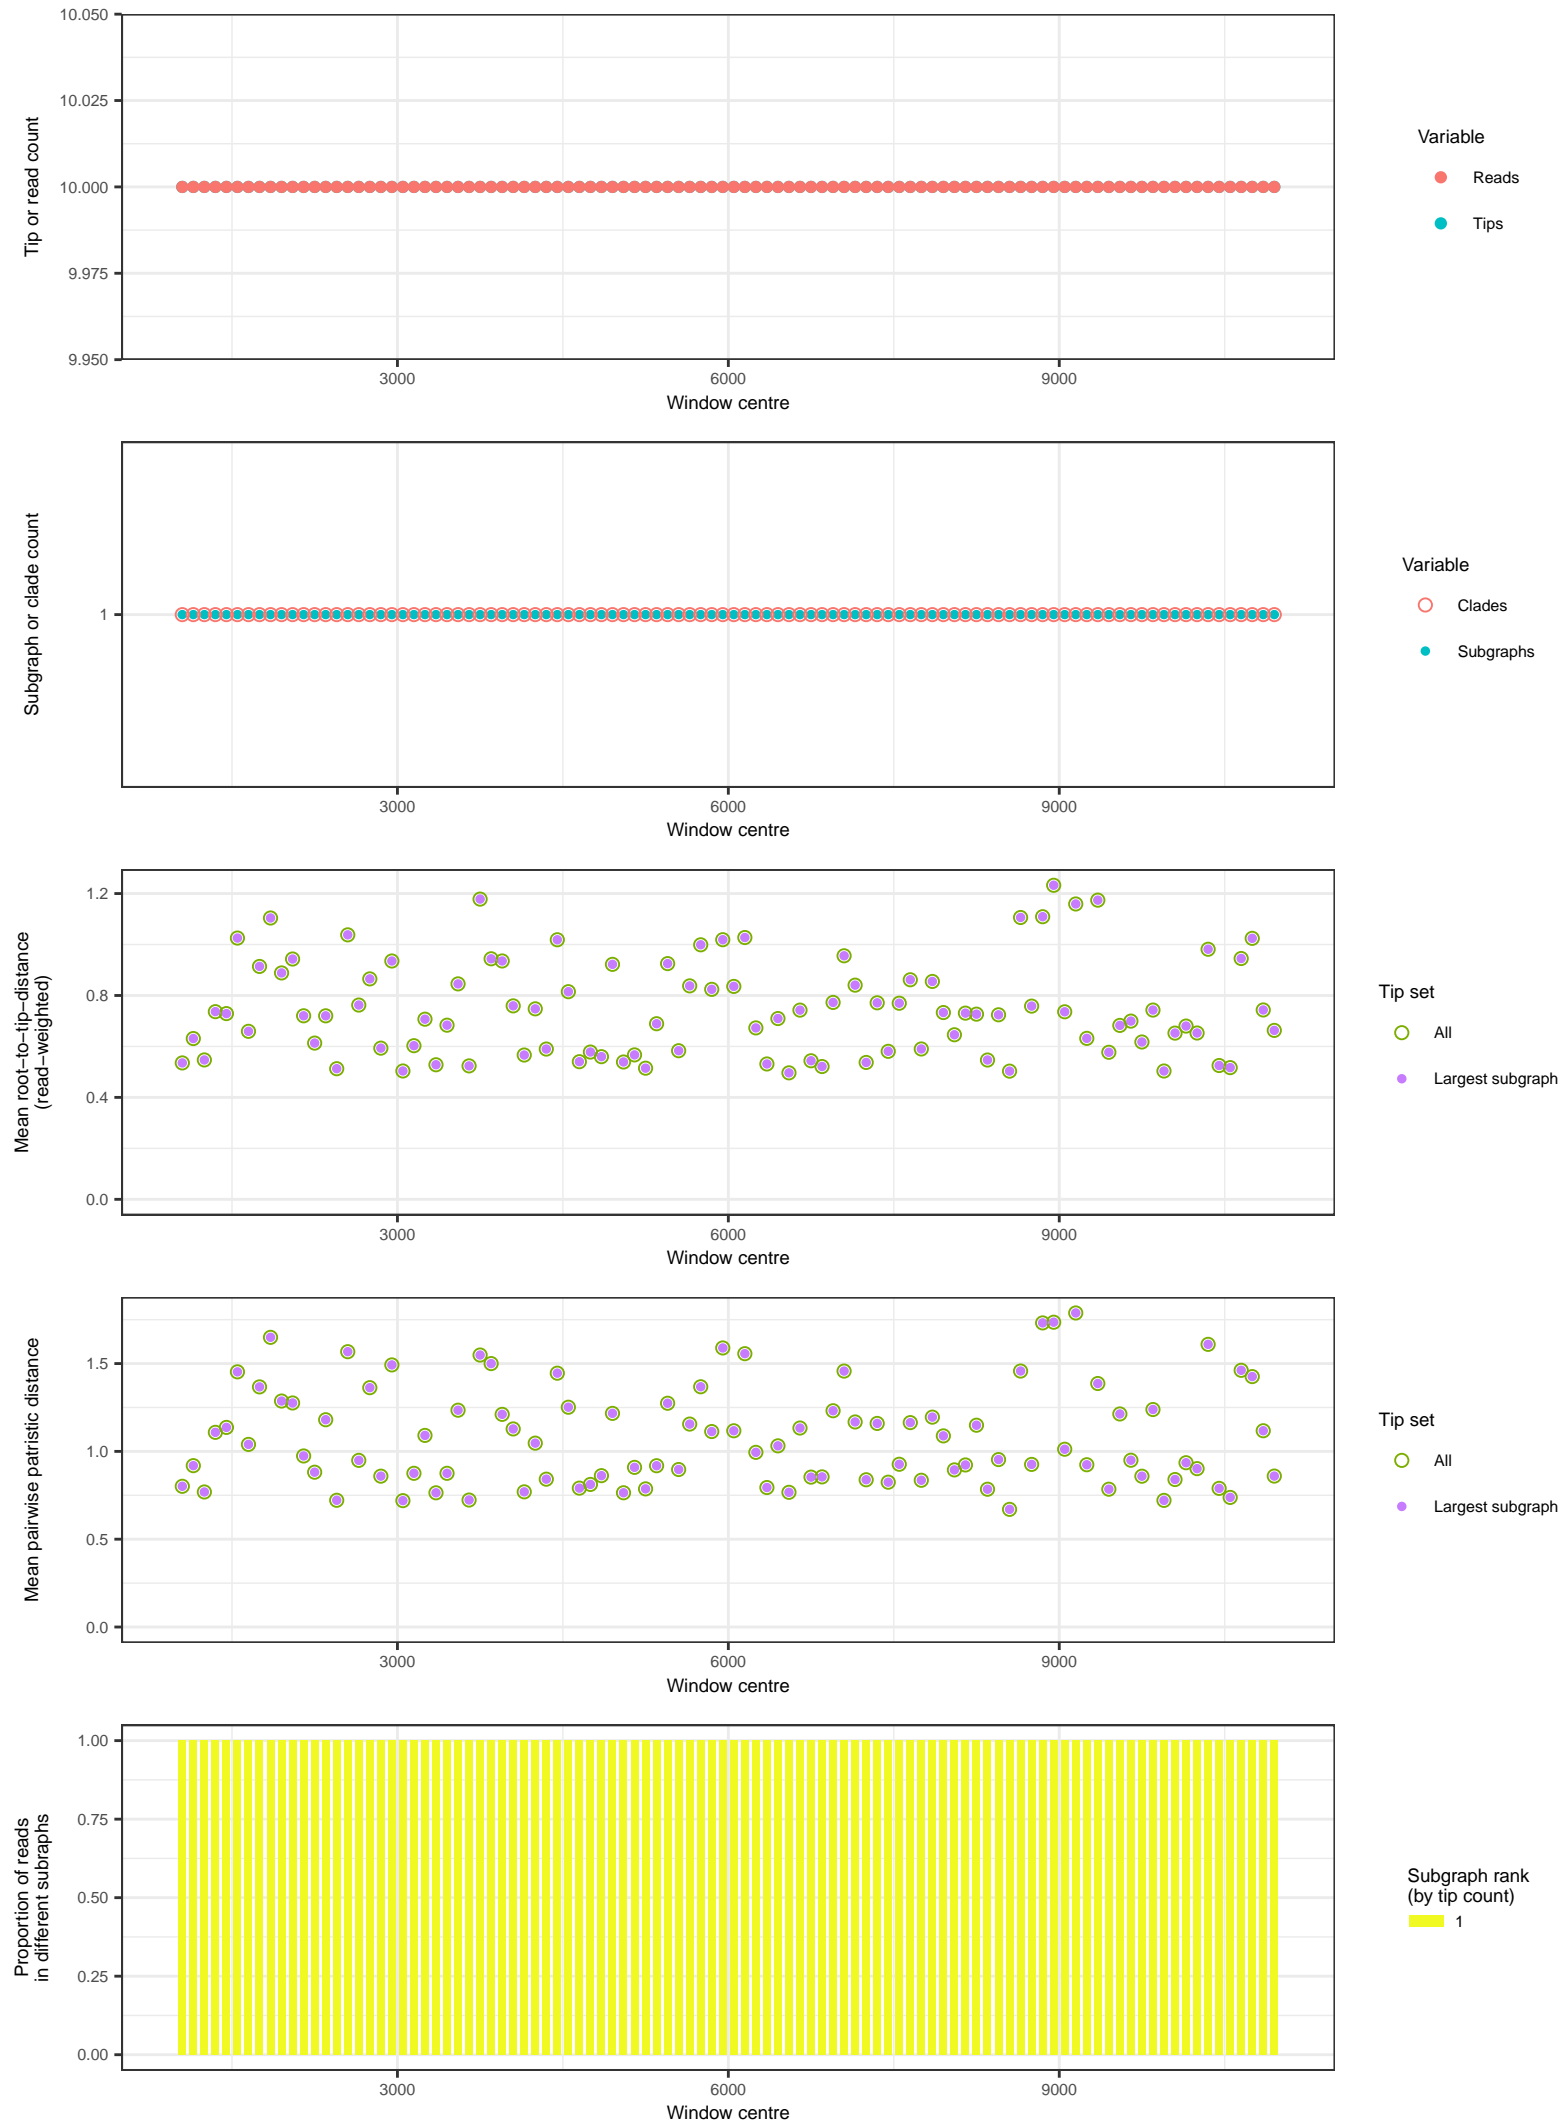 10.050
10.025
10.000
9.975
9.950
Tip or read count
3000
6000
9000
Window centre
Variable
Reads
Tips
1
Subgraph or clade count
3000
6000
9000
Window centre
Variable
Clades
Subgraphs
1.2
0.8
0.4
0.0
Mean root−to−tip−distance
(read−weighted)
3000
6000
9000
Window centre
Tip set
All
Largest subgraph
1.5
1.0
0.5
0.0
Mean pairwise patristic distance
3000
6000
9000
Window centre
Tip set
All
Largest subgraph
1.00
0.75
0.50
0.25
0.00
Proportion of reads
in different subraphs
3000
6000
9000
Window centre
Subgraph rank
(by tip count)
1